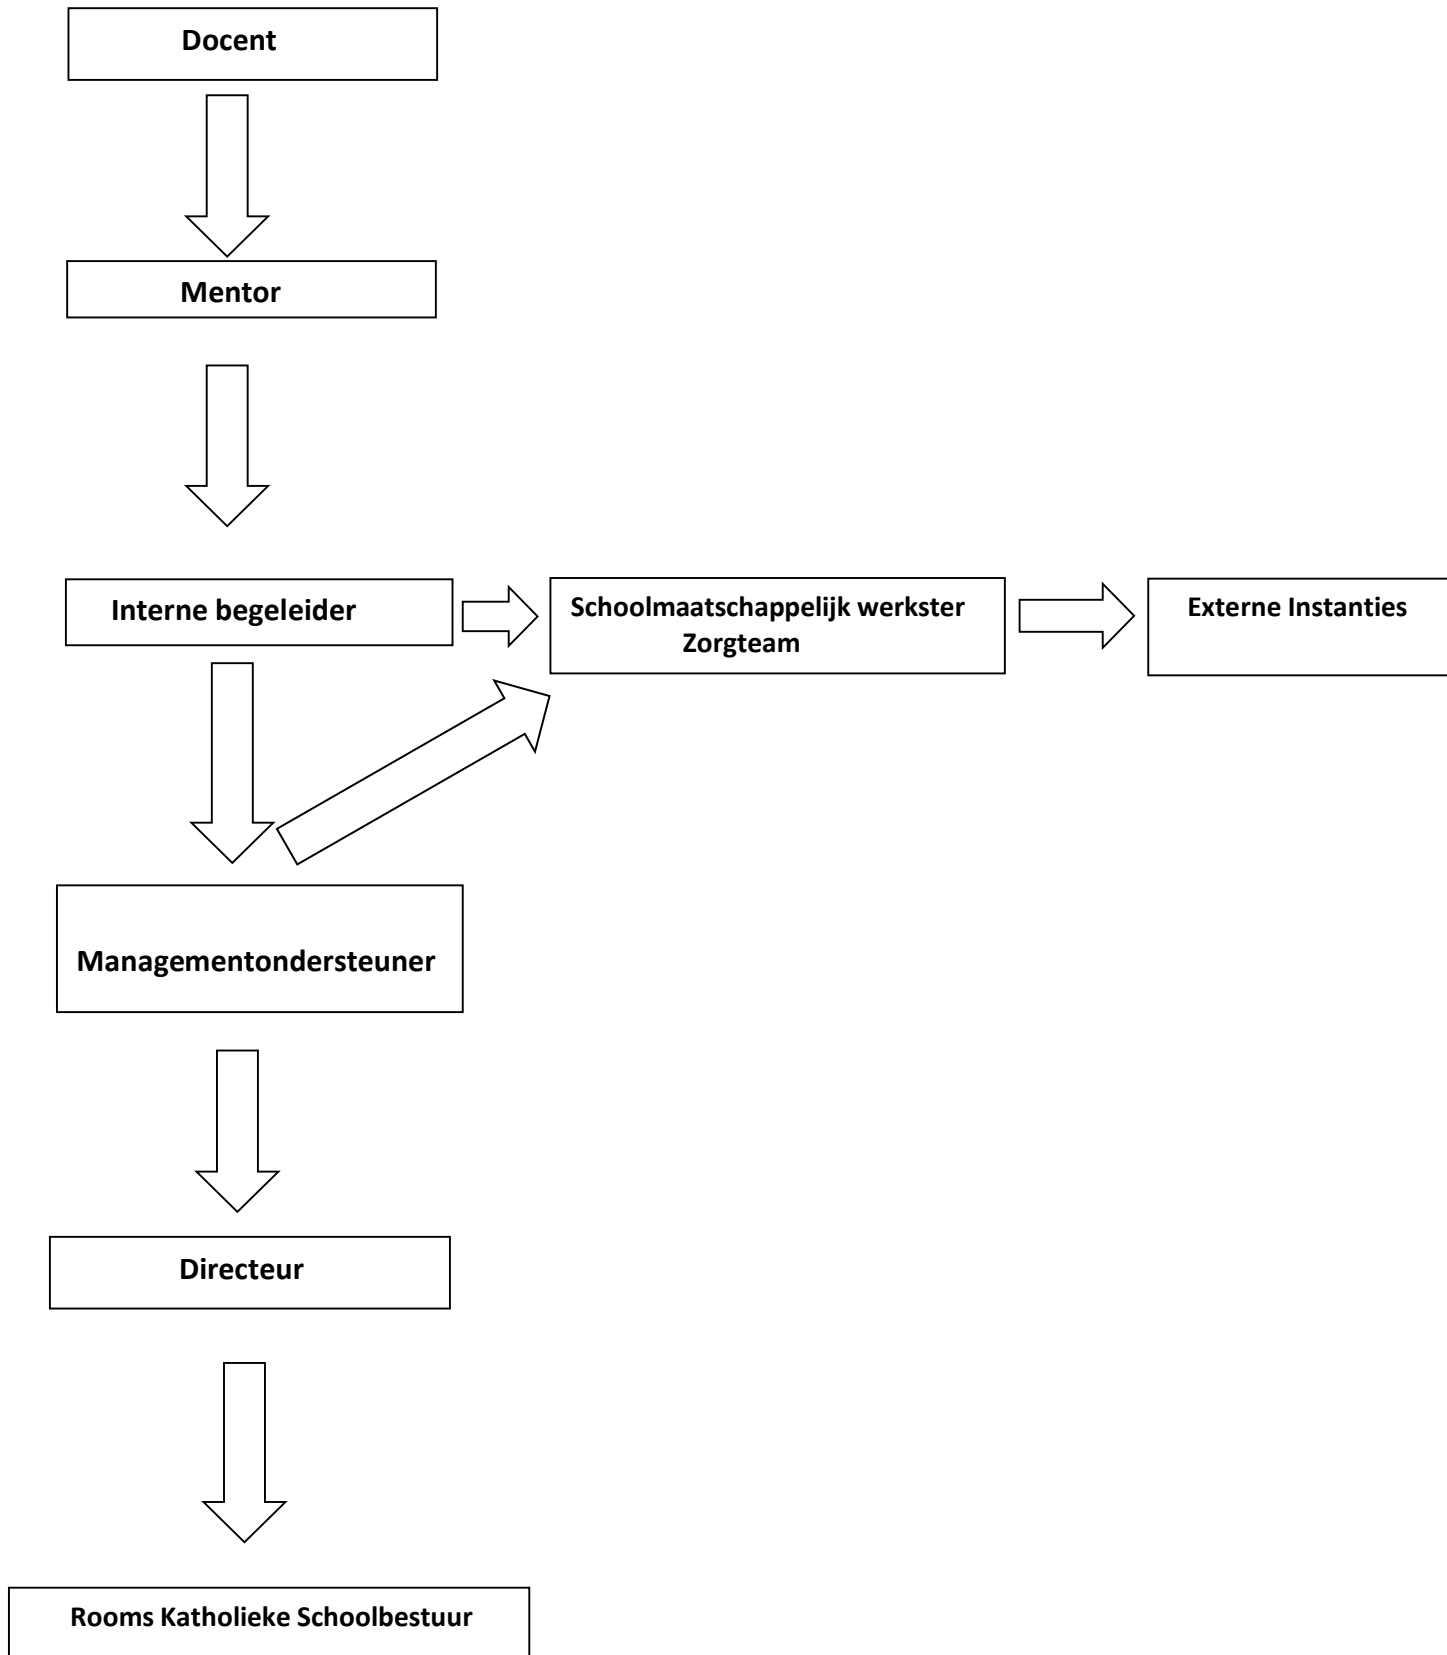 Docent
Mentor
Interne begeleider
Schoolmaatschappelijk werkster
Zorgteam
Externe Instanties
Managementondersteuner
Directeur
Rooms Katholieke Schoolbestuur